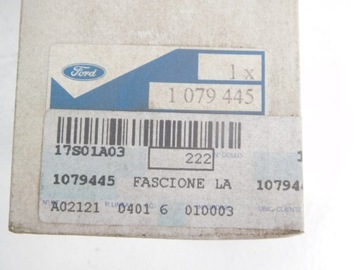 Ford
1 x
1 079 445
17S01A03
222
1079445 FASCIONE LA 10794
A02121 0401 6 010003